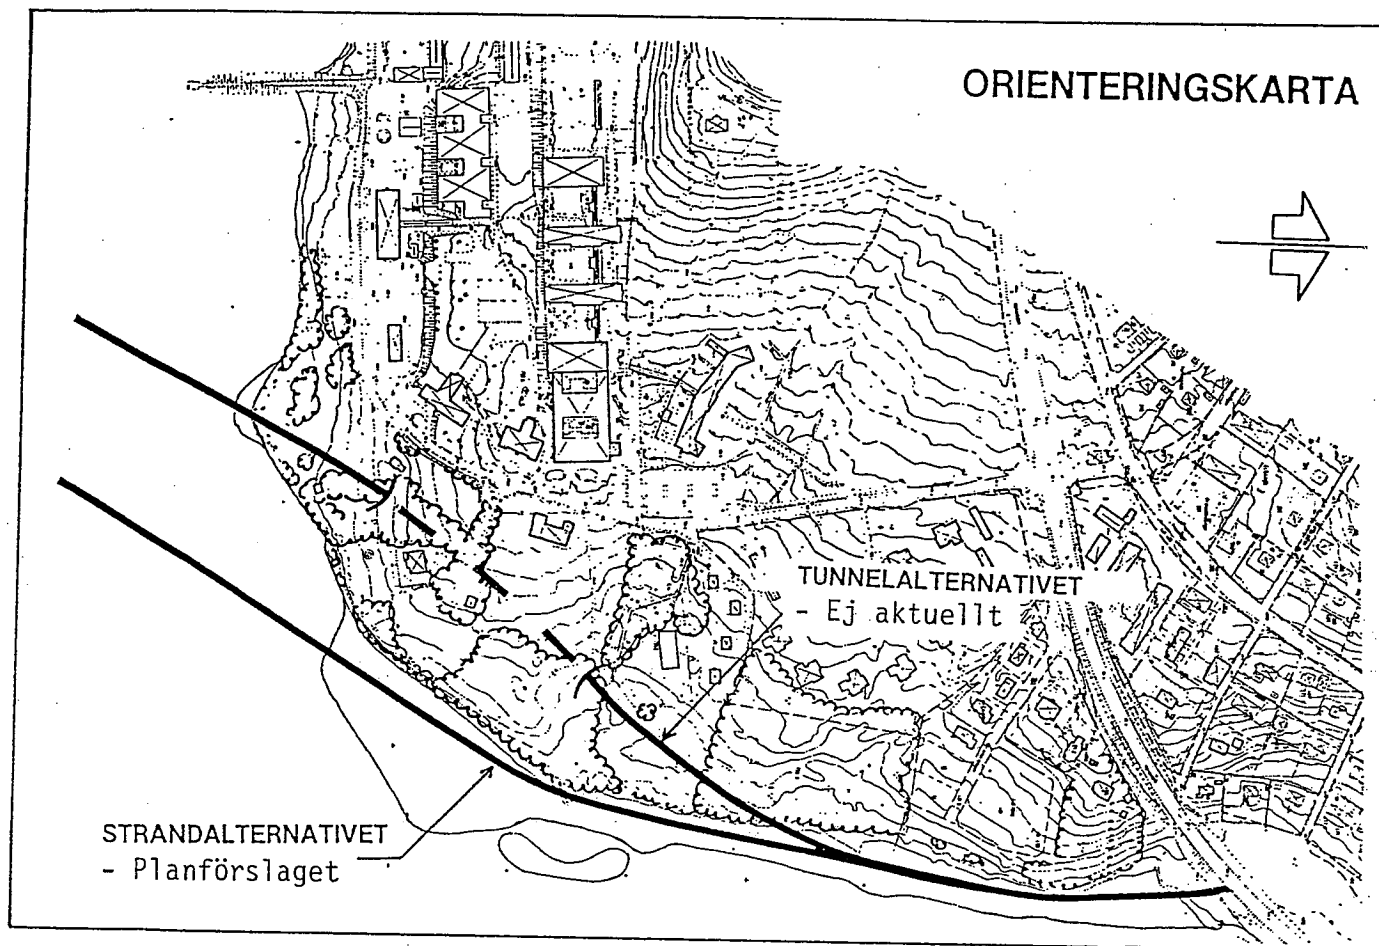 ORIENTERINGSKARTA
TUNNELALTERNATIVET
- Ej aktuellt
STRANDALTERNATIVET
- Planförslaget